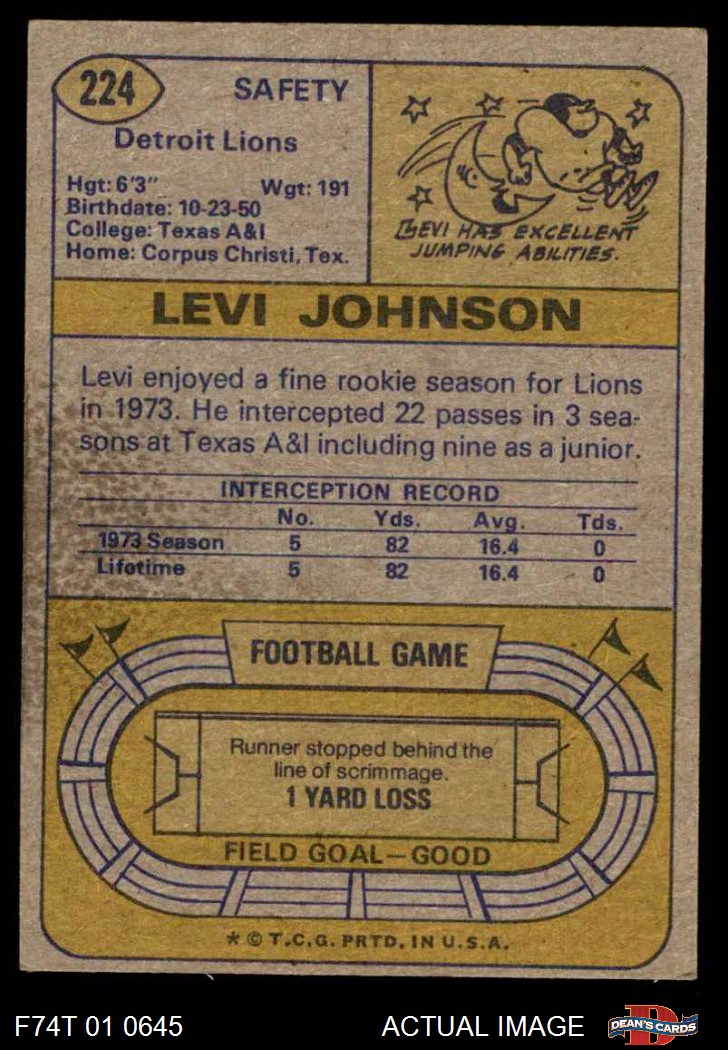 224
SAFETY
Detroit Lions
Hgt: 6'3" Wgt: 191
Birthdate: 10-23-50
College: Texas A&I
Home: Corpus Christi, Tex.
LEVI HAS EXCELLENT
JUMPING ABILITIES.
LEVI JOHNSON
Levi enjoyed a fine rookie season for Lions
in 1973. He intercepted 22 passes in 3 sea-
sons at Texas A&I including nine as a junior.
INTERCEPTION RECORD
No. Yds. Avg. Tds.
1973 Season 5 82 16.4 0
Lifetime 5 82 16.4 0
FOOTBALL GAME
Runner stopped behind the
line of scrimmage.
1 YARD LOSS
FIELD GOAL—GOOD
* © T.C.G. PRTD. IN U.S.A.
F74T 01 0645 ACTUAL IMAGE DEAN'S CARDS